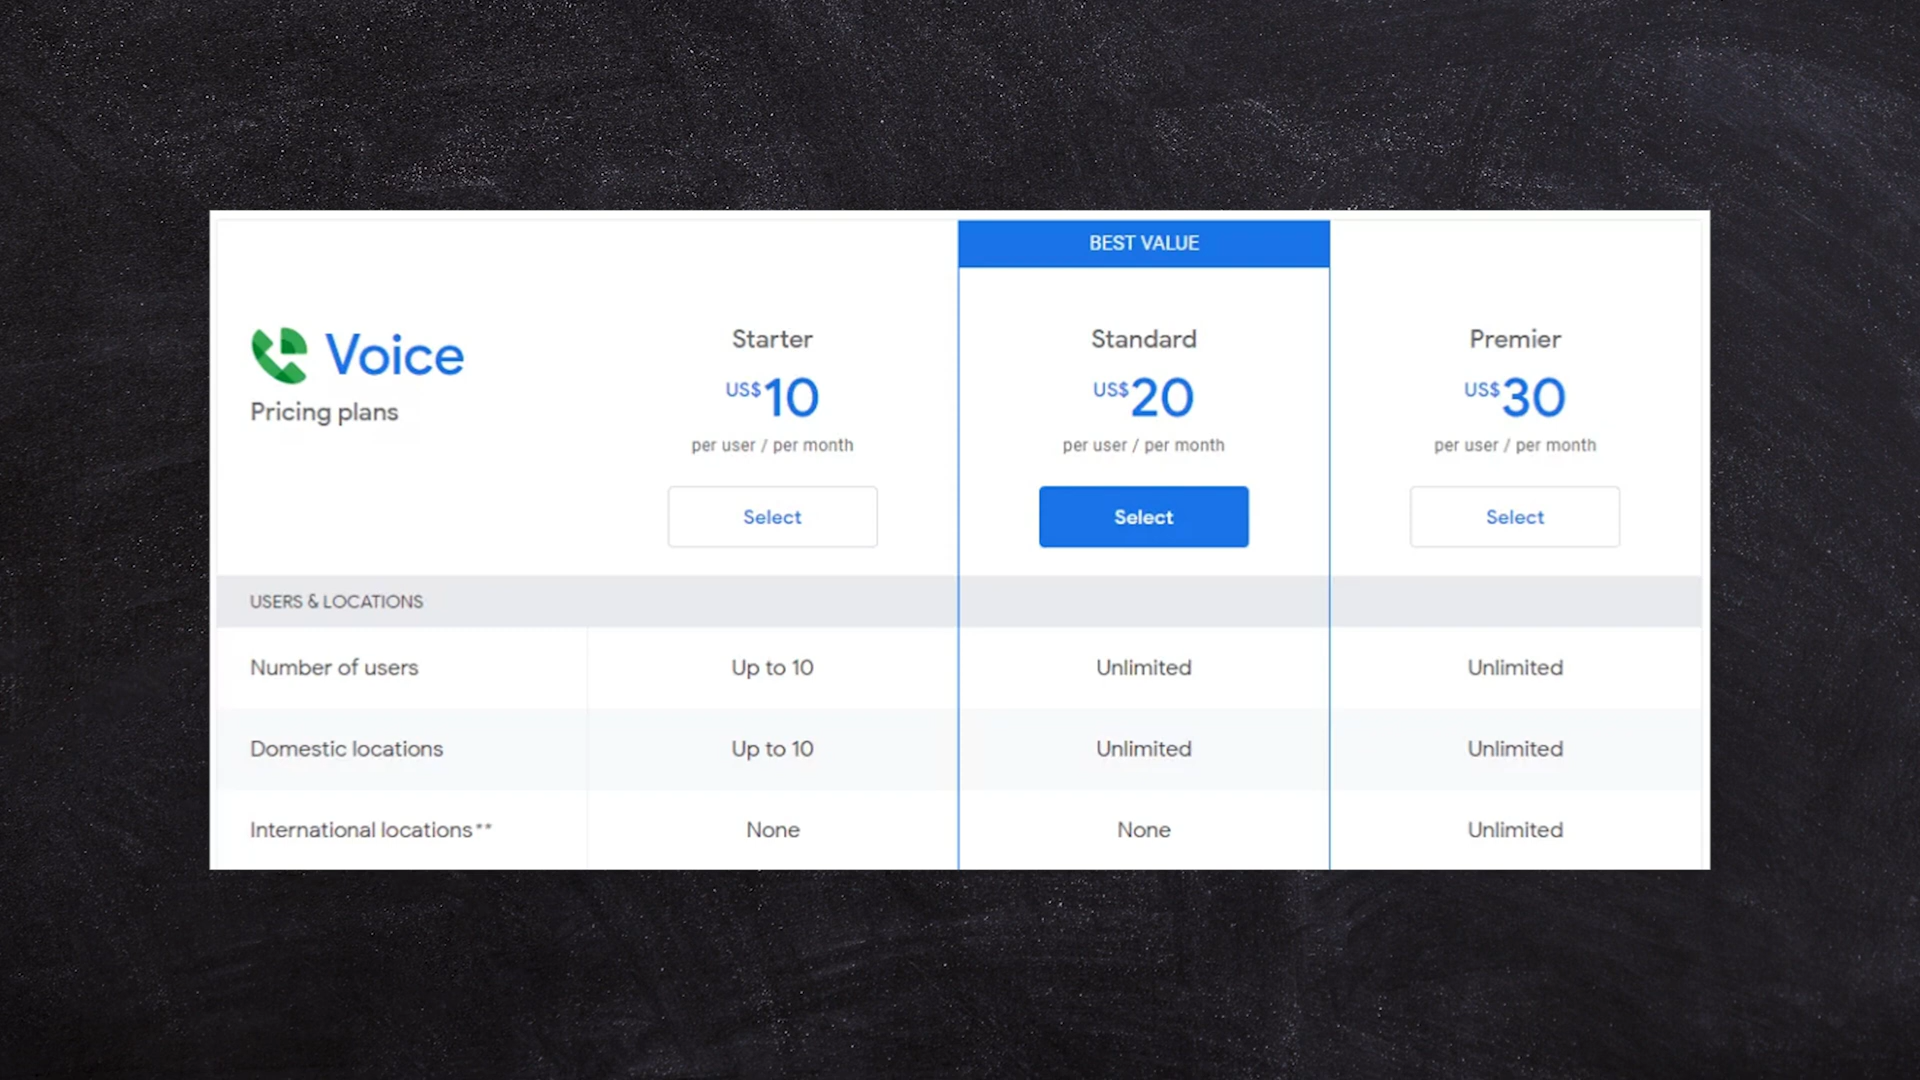 BEST VALUE
Voice
Pricing plans
Starter
US$10
per user / per month
Select
Standard
US$20
per user / per month
Select
Premier
US$30
per user / per month
Select
USERS & LOCATIONS
Number of users Up to 10 Unlimited Unlimited
Domestic locations Up to 10 Unlimited Unlimited
International locations** None None Unlimited